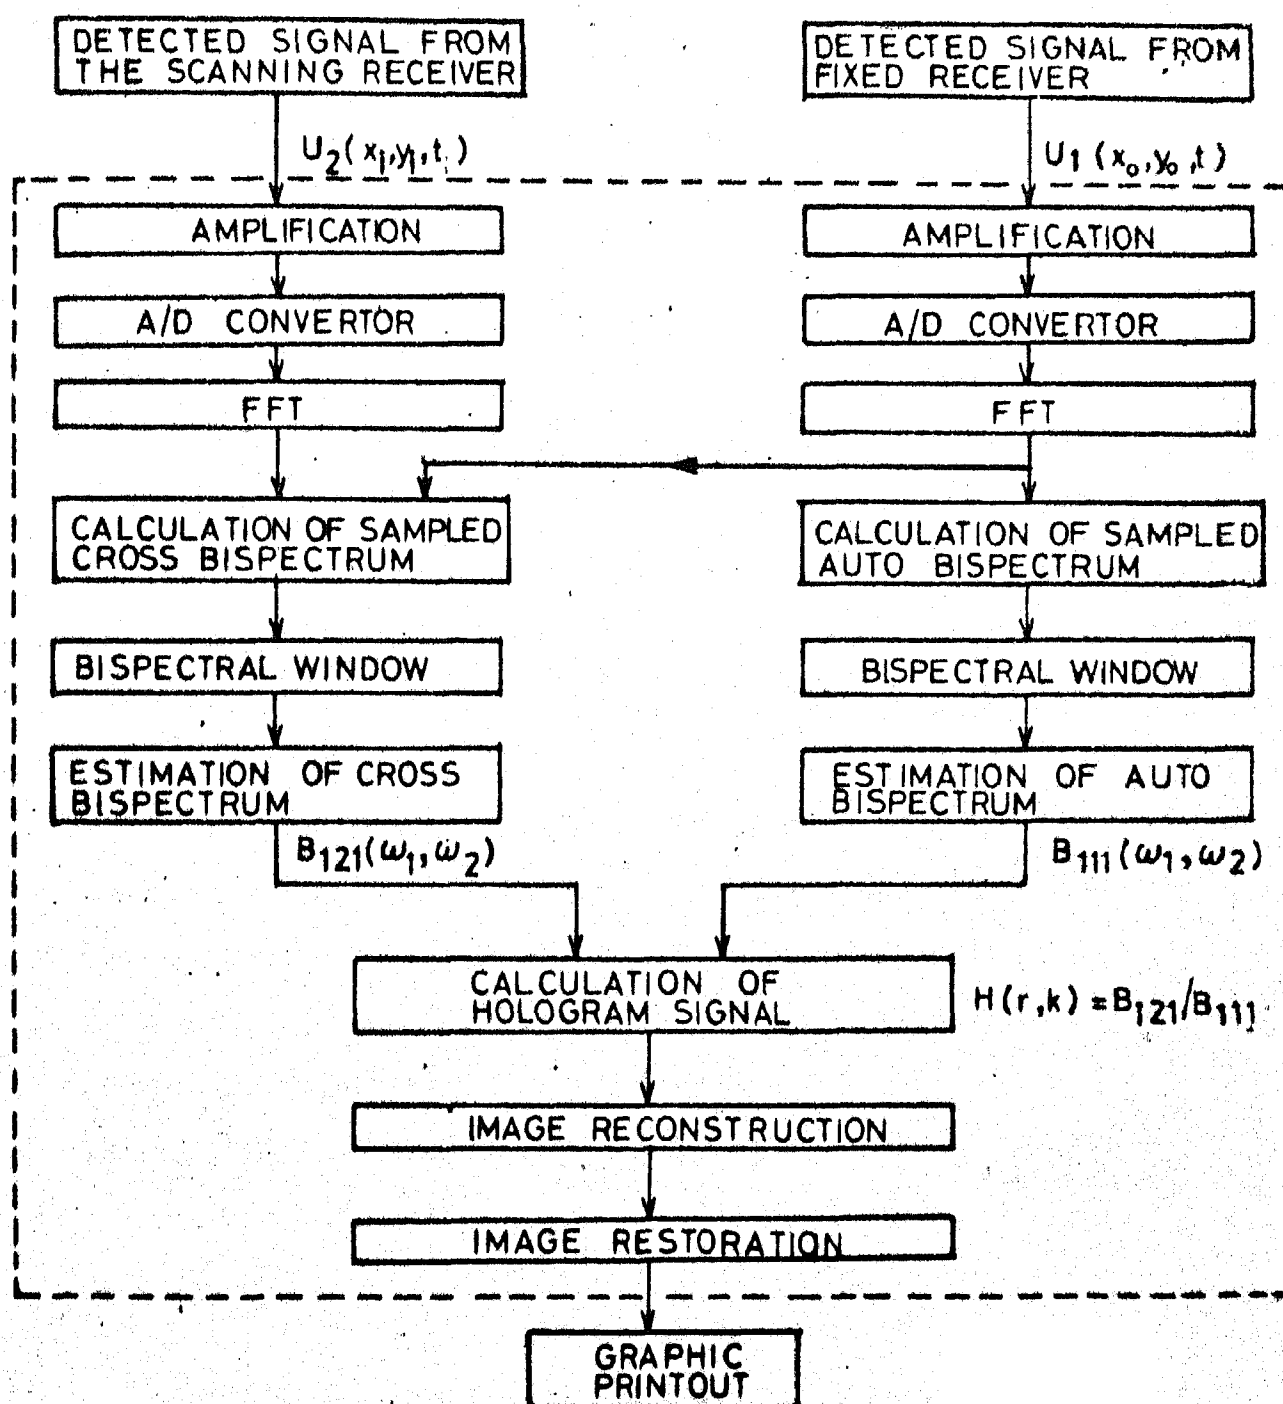 DETECTED SIGNAL FROM
THE SCANNING RECEIVER
DETECTED SIGNAL FROM
FIXED RECEIVER
U₂(x₁,y₁,t)
U₁(x₀,y₀,t)
AMPLIFICATION
AMPLIFICATION
A/D CONVERTOR
A/D CONVERTOR
FFT
FFT
CALCULATION OF SAMPLED
CROSS BISPECTRUM
CALCULATION OF SAMPLED
AUTO BISPECTRUM
BISPECTRAL WINDOW
BISPECTRAL WINDOW
ESTIMATION OF CROSS
BISPECTRUM
ESTIMATION OF AUTO
BISPECTRUM
B₁₂₁(ω₁,ω₂)
B₁₁₁(ω₁,ω₂)
CALCULATION OF
HOLOGRAM SIGNAL
H(r,k) = B₁₂₁/B₁₁₁
IMAGE RECONSTRUCTION
IMAGE RESTORATION
GRAPHIC
PRINTOUT